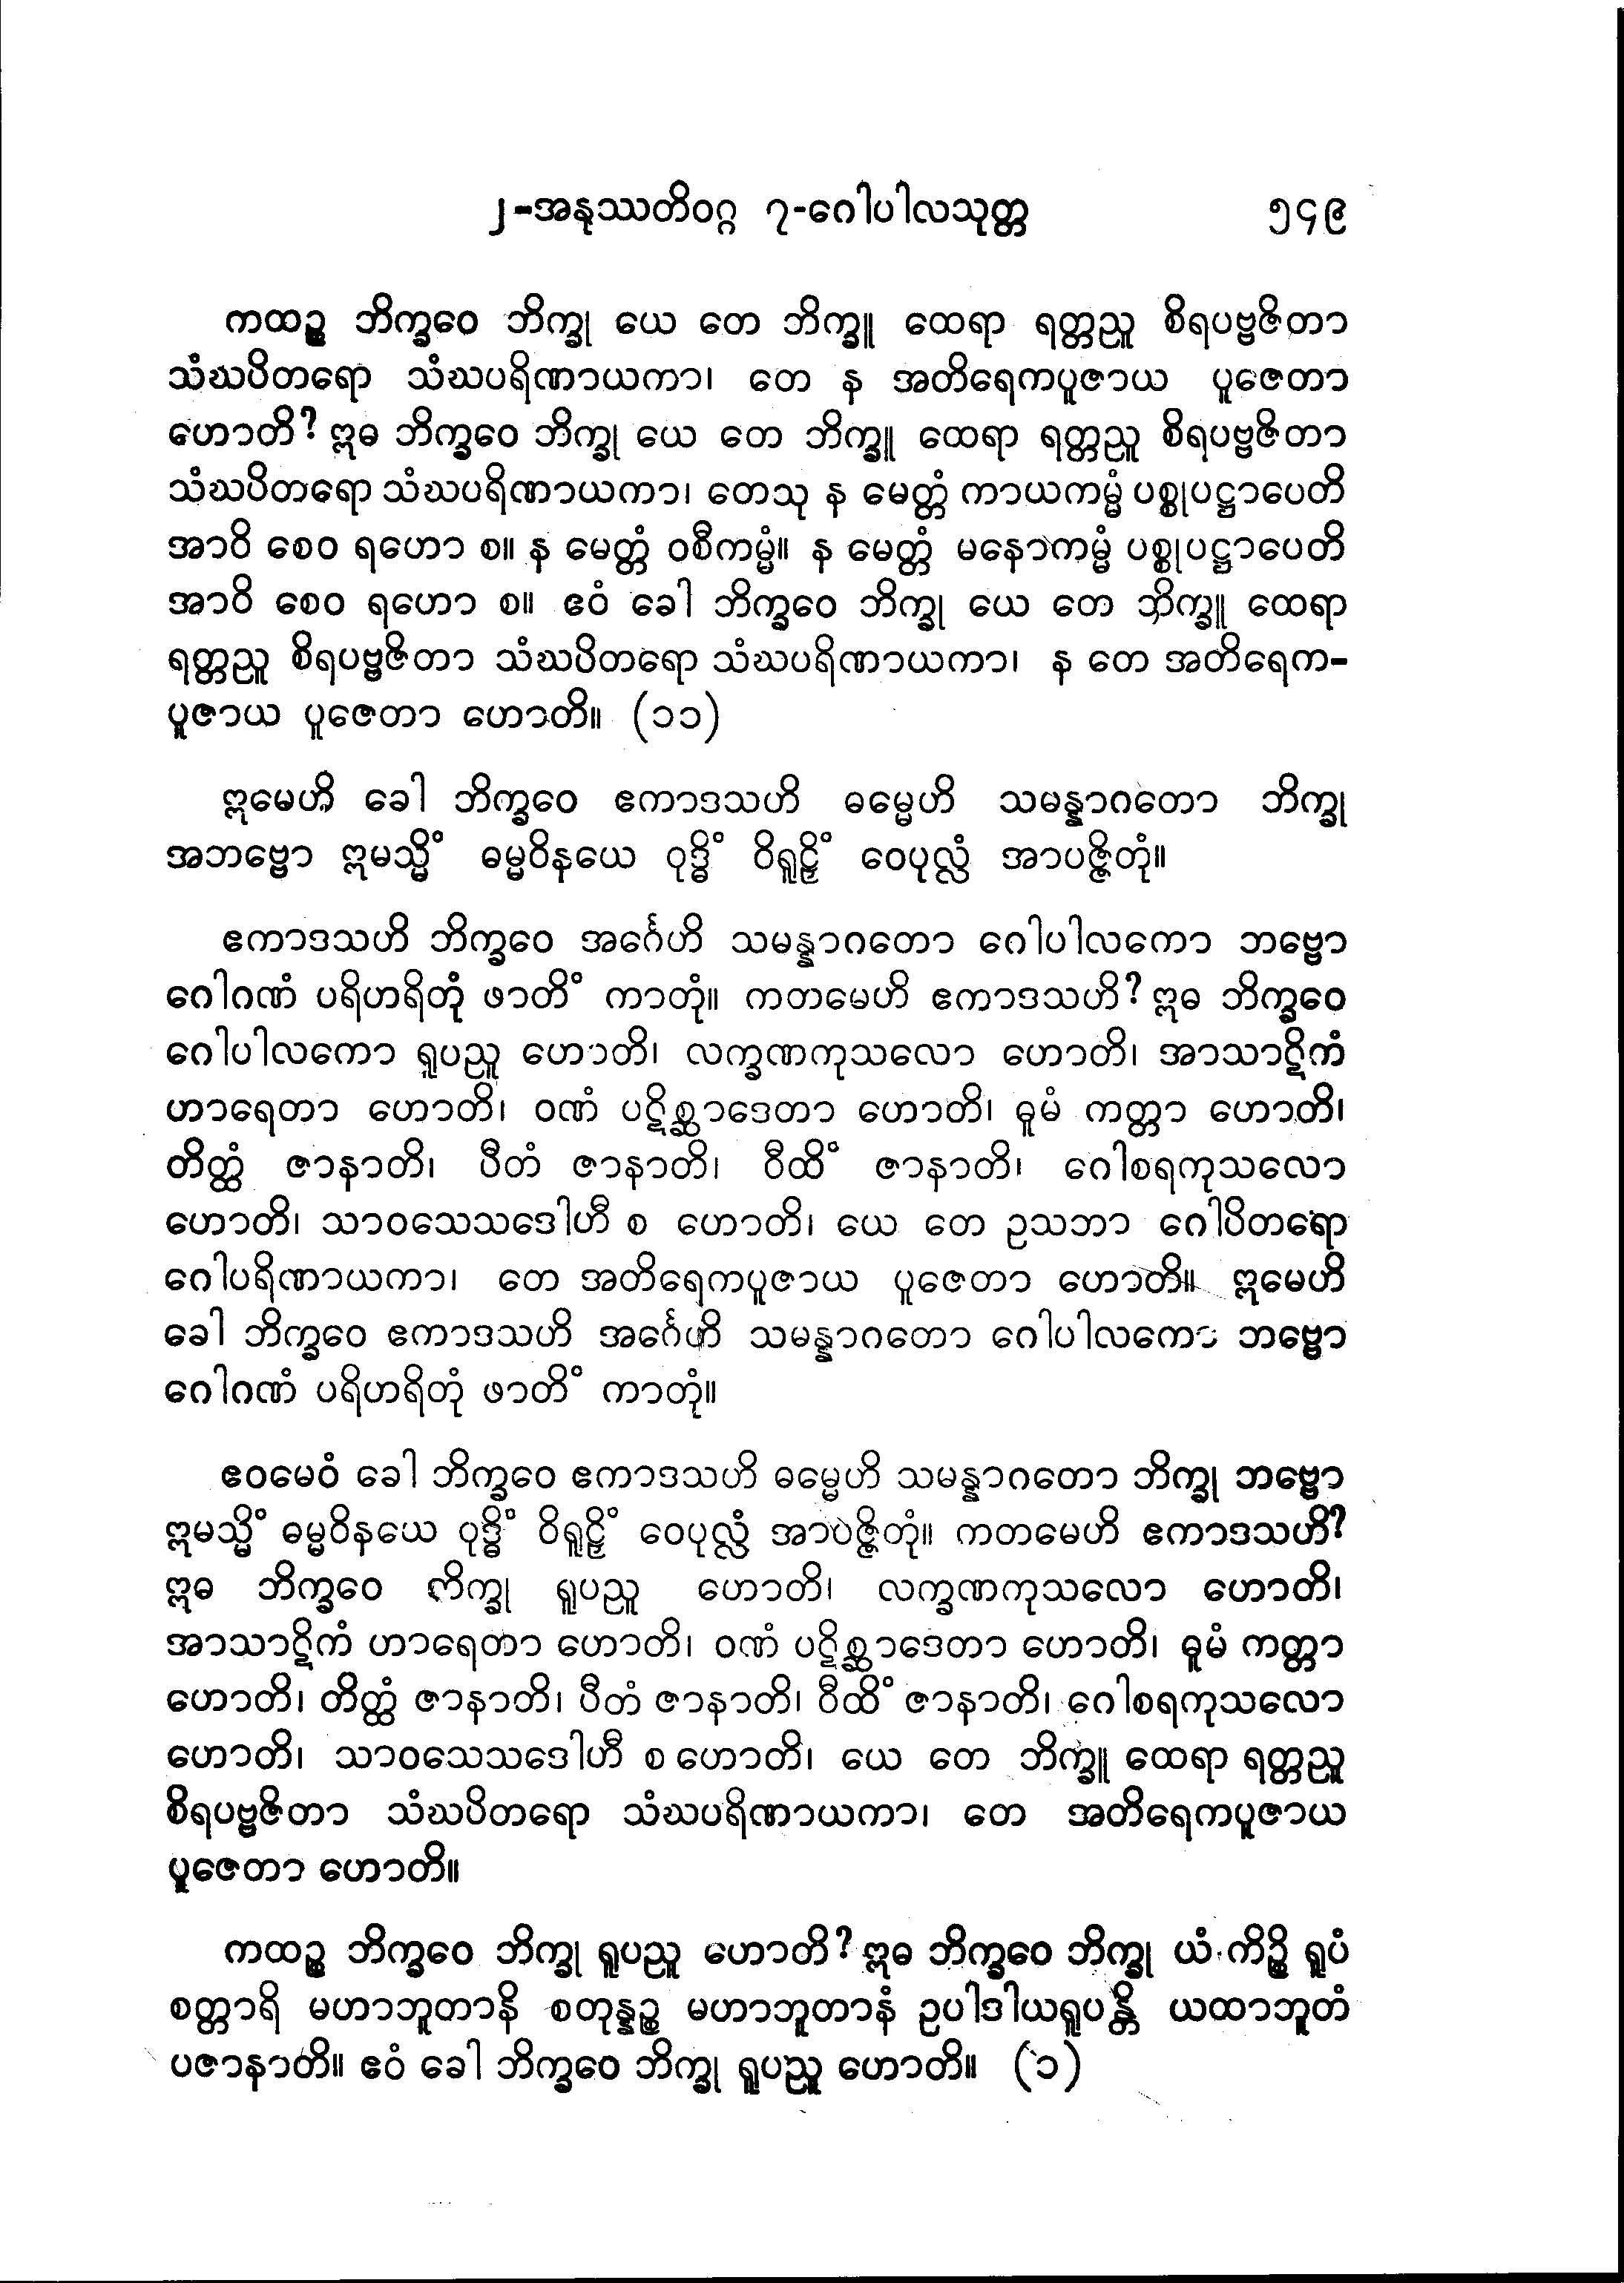 ၂-အနုဿတိဝဂ္ဂ ၇-ဂေါပါလသုတ္တ ၅၄၉
ကထဉ္စ ဘိက္ခဝေ ဘိက္ခု ယေ တေ ဘိက္ခူ ထေရာ ရတ္တညူ စိရပဗ္ဗဇိတာ
သံဃပိတရော သံဃပရိဏာယကာ၊ တေ န အတိရေကပူဇာယ ပူဇေတာ
ဟောတိ? ဣဓ ဘိက္ခဝေ ဘိက္ခု ယေ တေ ဘိက္ခူ ထေရာ ရတ္တညူ စိရပဗ္ဗဇိတာ
သံဃပိတရော သံဃပရိဏာယကာ၊ တေသု န မေတ္တံ ကာယကမ္မံ ပစ္စုပဋ္ဌာပေတိ
အာဝိ စေဝ ရဟော စ။ န မေတ္တံ ဝစီကမ္မံ။ န မေတ္တံ မနောကမ္မံ ပစ္စုပဋ္ဌာပေတိ
အာဝိ စေဝ ရဟော စ။ ဧဝံ ခေါ ဘိက္ခဝေ ဘိက္ခု ယေ တေ ဘိက္ခူ ထေရာ
ရတ္တညူ စိရပဗ္ဗဇိတာ သံဃပိတရော သံဃပရိဏာယကာ၊ န တေ အတိရေက-
ပူဇာယ ပူဇေတာ ဟောတိ။ (၁၁)
ဣမေဟိ ခေါ ဘိက္ခဝေ ဧကာဒသဟိ ဓမ္မေဟိ သမန္နာဂတော ဘိက္ခု
အဘဗ္ဗော ဣမသ္မိံ ဓမ္မဝိနယေ ဝုဒ္ဓိံ ဝိရူဠှိံ ဝေပုလ္လံ အာပဇ္ဇိတုံ။
ဧကာဒသဟိ ဘိက္ခဝေ အင်္ဂေဟိ သမန္နာဂတော ဂေါပါလကော ဘဗ္ဗော
ဂေါဂဏံ ပရိဟရိတုံ ဖာတိံ ကာတုံ။ ကတမေဟိ ဧကာဒသဟိ? ဣဓ ဘိက္ခဝေ
ဂေါပါလကော ရူပညူ ဟောတိ၊ လက္ခဏကုသလော ဟောတိ၊ အာသာဋိကံ
ဟာရေတာ ဟောတိ၊ ဝဏံ ပဋိစ္ဆာဒေတာ ဟောတိ၊ ဓူမံ ကတ္တာ ဟောတိ၊
တိတ္ထံ ဇာနာတိ၊ ပီတံ ဇာနာတိ၊ ဝီထိံ ဇာနာတိ၊ ဂေါစရကုသလော
ဟောတိ၊ သာဝသေသဒေါဟီ စ ဟောတိ၊ ယေ တေ ဥသဘာ ဂေါပိတရော
ဂေါပရိဏာယကာ၊ တေ အတိရေကပူဇာယ ပူဇေတာ ဟောတိ။ ဣမေဟိ
ခေါ ဘိက္ခဝေ ဧကာဒသဟိ အင်္ဂေဟိ သမန္နာဂတော ဂေါပါလကော ဘဗ္ဗော
ဂေါဂဏံ ပရိဟရိတုံ ဖာတိံ ကာတုံ။
ဧဝမေဝံ ခေါ ဘိက္ခဝေ ဧကာဒသဟိ ဓမ္မေဟိ သမန္နာဂတော ဘိက္ခု ဘဗ္ဗော
ဣမသ္မိံ ဓမ္မဝိနယေ ဝုဒ္ဓိံ ဝိရူဠှိံ ဝေပုလ္လံ အာပဇ္ဇိတုံ။ ကတမေဟိ ဧကာဒသဟိ?
ဣဓ ဘိက္ခဝေ ဘိက္ခု ရူပညူ ဟောတိ၊ လက္ခဏကုသလော ဟောတိ၊
အာသာဋိကံ ဟာရေတာ ဟောတိ၊ ဝဏံ ပဋိစ္ဆာဒေတာ ဟောတိ၊ ဓူမံ ကတ္တာ
ဟောတိ၊ တိတ္ထံ ဇာနာတိ၊ ပီတံ ဇာနာတိ၊ ဝီထိံ ဇာနာတိ၊ ဂေါစရကုသလော
ဟောတိ၊ သာဝသေသဒေါဟီ စ ဟောတိ၊ ယေ တေ ဘိက္ခူ ထေရာ ရတ္တညူ
စိရပဗ္ဗဇိတာ သံဃပိတရော သံဃပရိဏာယကာ၊ တေ အတိရေကပူဇာယ
ပူဇေတာ ဟောတိ။
ကထဉ္စ ဘိက္ခဝေ ဘိက္ခု ရူပညူ ဟောတိ? ဣဓ ဘိက္ခဝေ ဘိက္ခု ယံ ကိဉ္စိ ရူပံ
စတ္တာရိ မဟာဘူတာနိ စတုန္နဉ္စ မဟာဘူတာနံ ဥပါဒါယရူပန္တိ ယထာဘူတံ
ပဇာနာတိ။ ဧဝံ ခေါ ဘိက္ခဝေ ဘိက္ခု ရူပညူ ဟောတိ။ (၁)